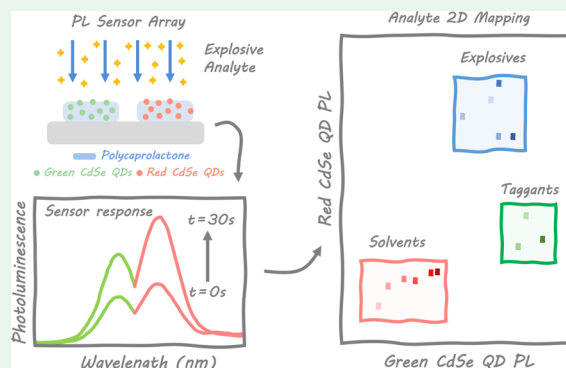 PL Sensor Array
Explosive
Analyte
Polycaprolactone
Green CdSe QDs
Red CdSe QDs
Sensor response
t=30s
t=0s
Photoluminescence
Wavelength (nm)
Analyte 2D Mapping
Explosives
Taggants
Solvents
Red CdSe QD PL
Green CdSe QD PL